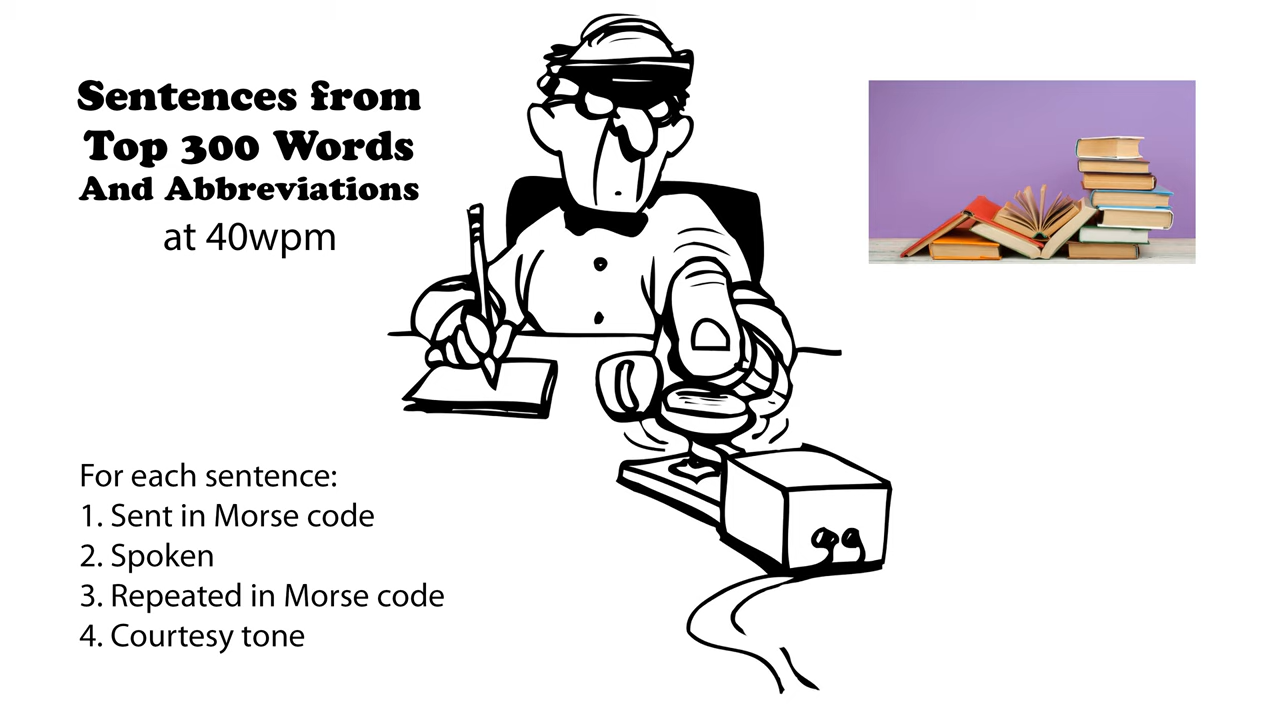 Sentences from
Top 300 Words
And Abbreviations
at 40wpm
For each sentence:
1. Sent in Morse code
2. Spoken
3. Repeated in Morse code
4. Courtesy tone